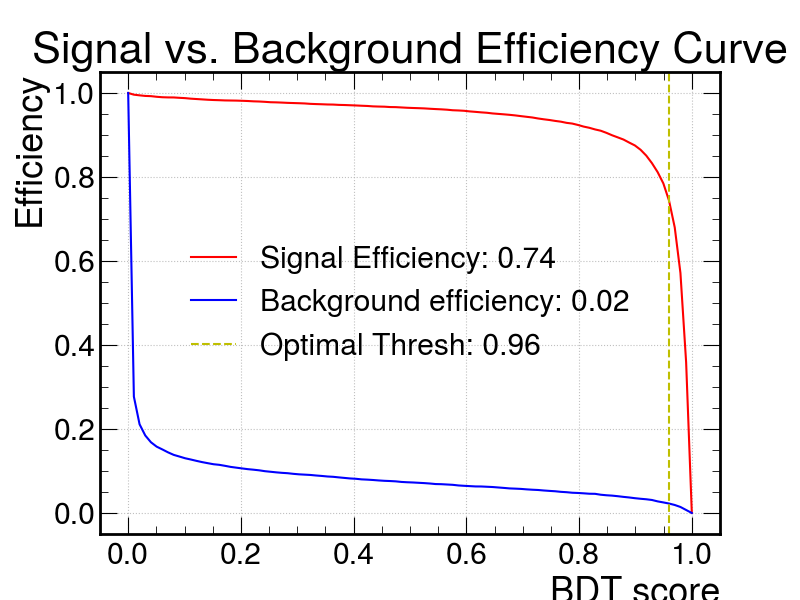 Signal vs. Background Efficiency Curve
Efficiency
1.0
0.8
0.6
0.4
0.2
0.0
Signal Efficiency: 0.74
Background efficiency: 0.02
Optimal Thresh: 0.96
0.0 0.2 0.4 0.6 0.8 1.0
BDT score